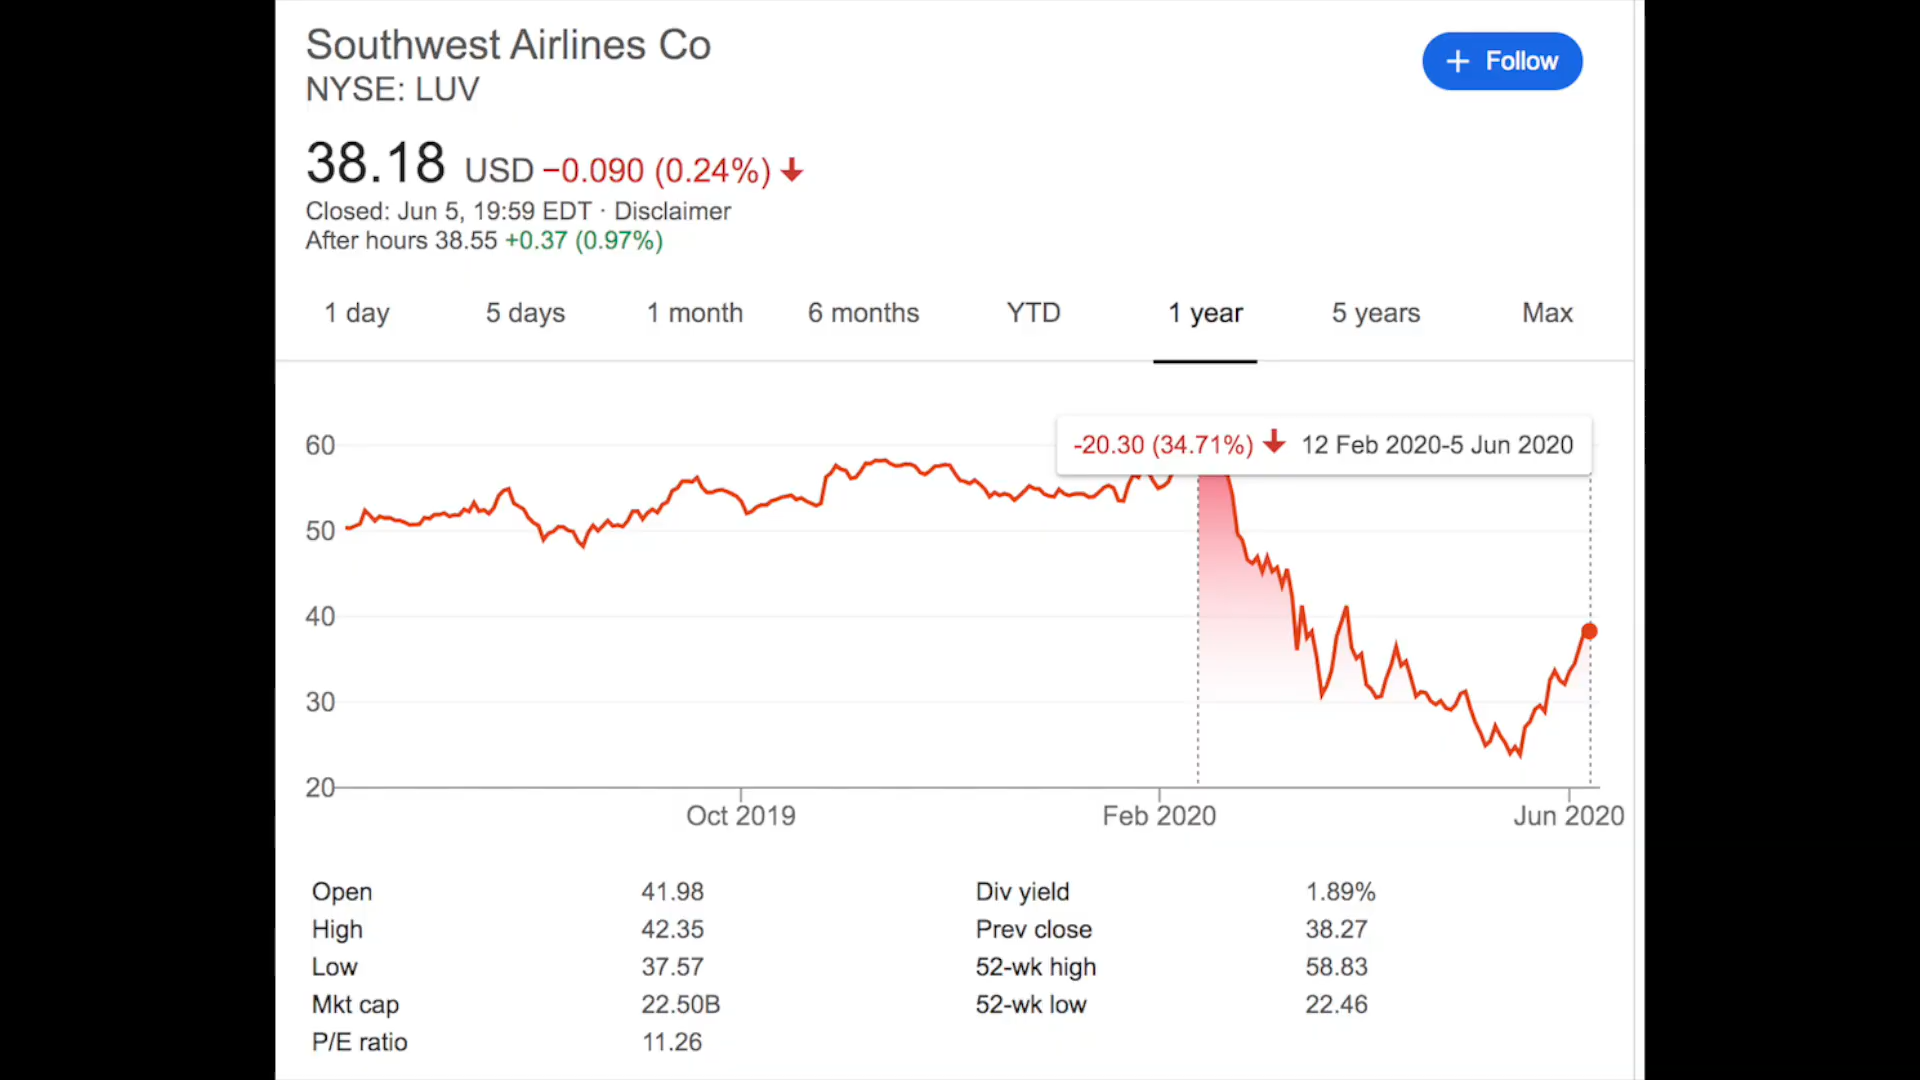 Southwest Airlines Co
NYSE: LUV
+ Follow
38.18 USD −0.090 (0.24%) ↓
Closed: Jun 5, 19:59 EDT · Disclaimer
After hours 38.55 +0.37 (0.97%)
1 day 5 days 1 month 6 months YTD 1 year 5 years Max
-20.30 (34.71%) ↓ 12 Feb 2020-5 Jun 2020
60
50
40
30
20
Oct 2019 Feb 2020 Jun 2020
Open 41.98 Div yield 1.89%
High 42.35 Prev close 38.27
Low 37.57 52-wk high 58.83
Mkt cap 22.50B 52-wk low 22.46
P/E ratio 11.26